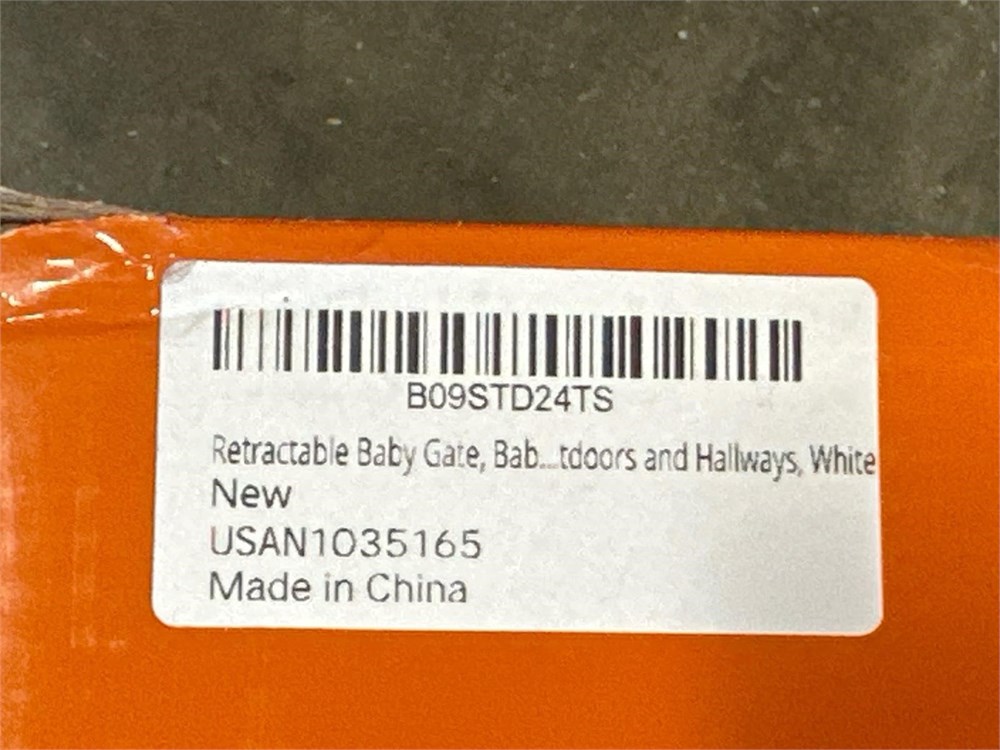 B09STD24TS
Retractable Baby Gate, Bab...tdoors and Hallways, White
New
USAN1035165
Made in China